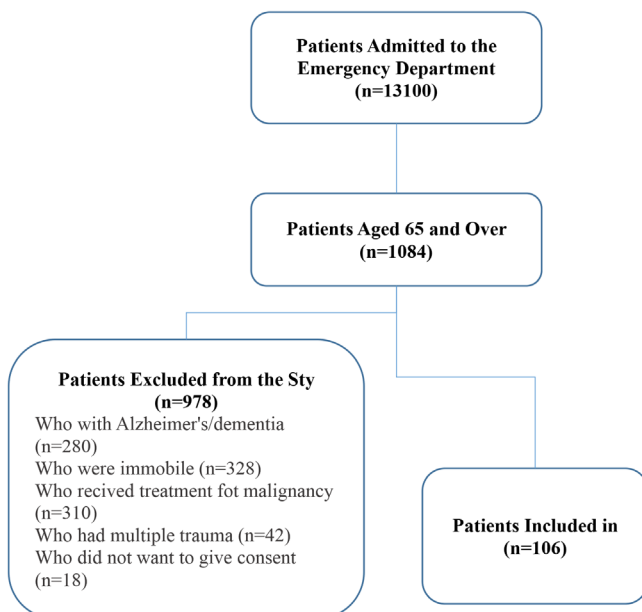 Patients Admitted to the
Emergency Department
(n=13100)
Patients Aged 65 and Over
(n=1084)
Patients Excluded from the Sty
(n=978)
Who with Alzheimer's/dementia
(n=280)
Who were immobile (n=328)
Who recived treatment fot malignancy
(n=310)
Who had multiple trauma (n=42)
Who did not want to give consent
(n=18)
Patients Included in
(n=106)